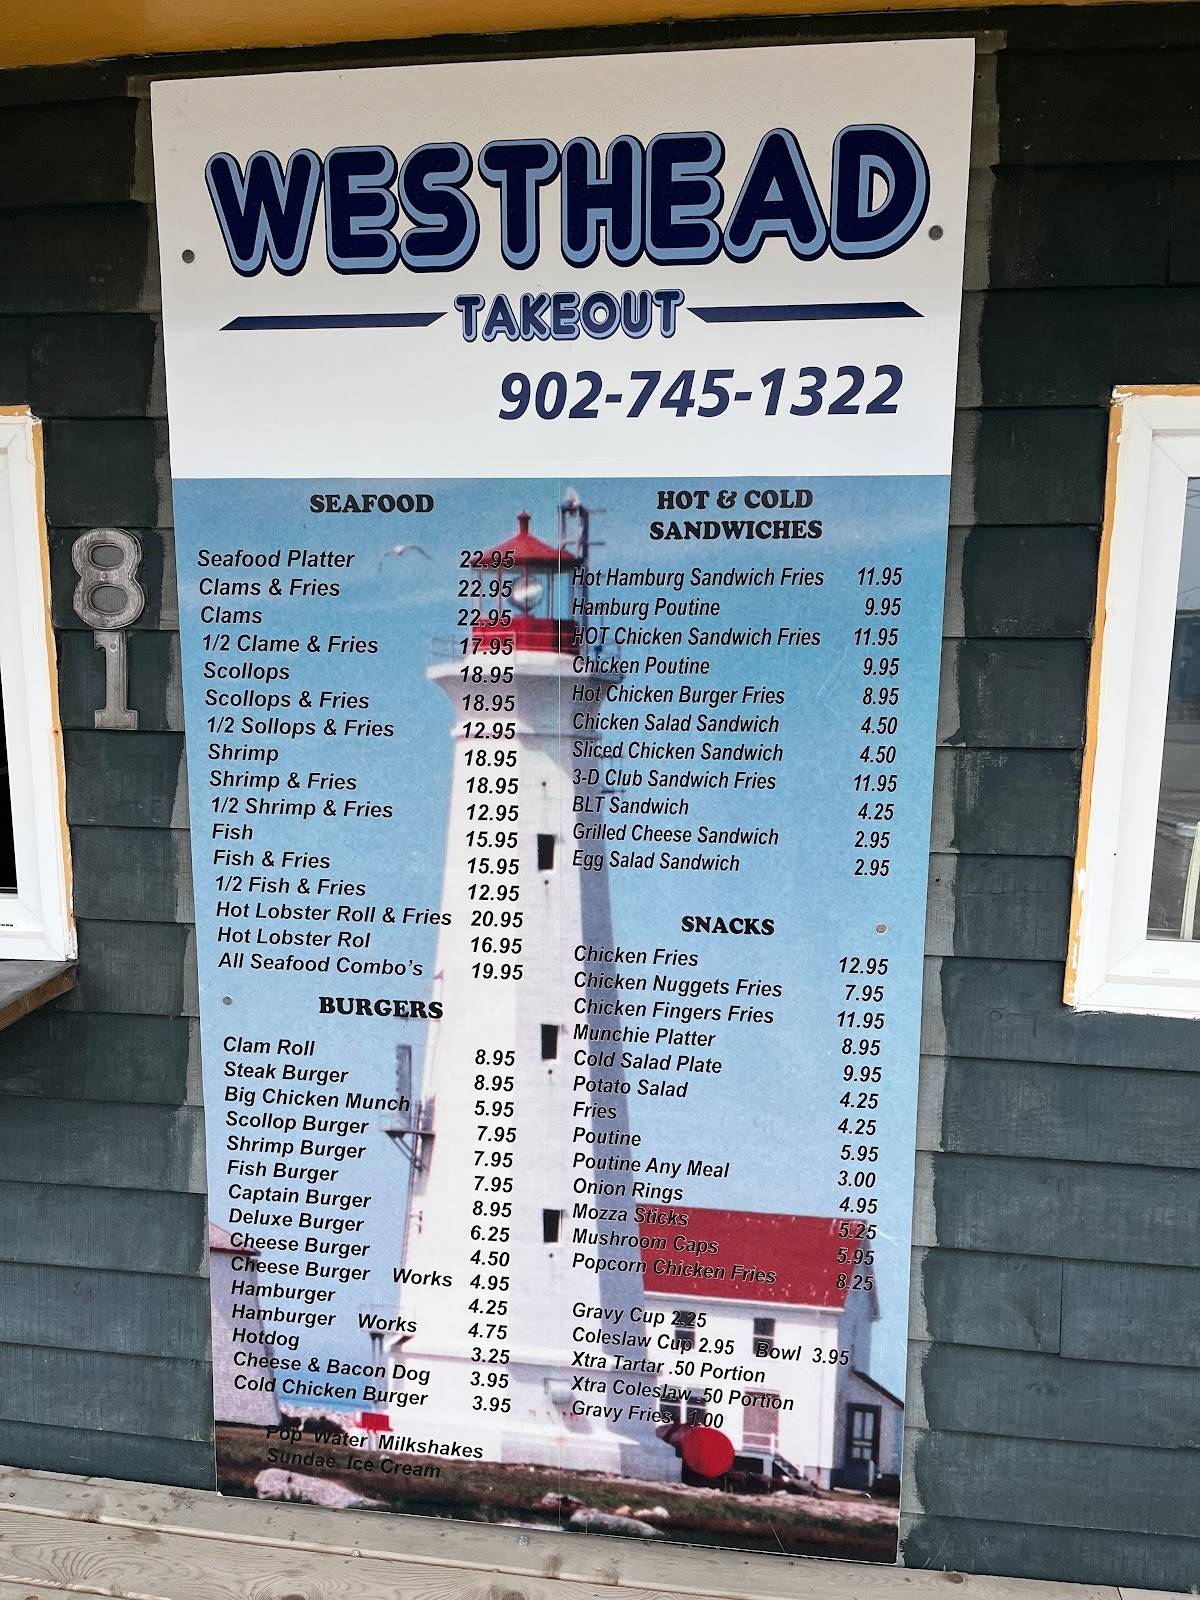 WESTHEAD
TAKEOUT
902-745-1322
81
SEAFOOD
Seafood Platter 22.95
Clams & Fries 22.95
Clams 22.95
1/2 Clame & Fries 17.95
Scollops 18.95
Scollops & Fries 18.95
1/2 Sollops & Fries 12.95
Shrimp 18.95
Shrimp & Fries 18.95
1/2 Shrimp & Fries 12.95
Fish 15.95
Fish & Fries 15.95
1/2 Fish & Fries 12.95
Hot Lobster Roll & Fries 20.95
Hot Lobster Rol 16.95
All Seafood Combo's 19.95
BURGERS
Clam Roll 8.95
Steak Burger 8.95
Big Chicken Munch 5.95
Scollop Burger 7.95
Shrimp Burger 7.95
Fish Burger 7.95
Captain Burger 8.95
Deluxe Burger 6.25
Cheese Burger 4.50
Cheese Burger Works 4.95
Hamburger 4.25
Hamburger Works 4.75
Hotdog 3.25
Cheese & Bacon Dog 3.95
Cold Chicken Burger 3.95
Pop Water Milkshakes
Sundae Ice Cream
HOT & COLD
SANDWICHES
Hot Hamburg Sandwich Fries 11.95
Hamburg Poutine 9.95
HOT Chicken Sandwich Fries 11.95
Chicken Poutine 9.95
Hot Chicken Burger Fries 8.95
Chicken Salad Sandwich 4.50
Sliced Chicken Sandwich 4.50
3-D Club Sandwich Fries 11.95
BLT Sandwich 4.25
Grilled Cheese Sandwich 2.95
Egg Salad Sandwich 2.95
SNACKS
Chicken Fries 12.95
Chicken Nuggets Fries 7.95
Chicken Fingers Fries 11.95
Munchie Platter 8.95
Cold Salad Plate 9.95
Potato Salad 4.25
Fries 4.25
Poutine 5.95
Poutine Any Meal 3.00
Onion Rings 4.95
Mozza Sticks 5.25
Mushroom Caps 5.95
Popcorn Chicken Fries 8.25
Gravy Cup 2.25
Coleslaw Cup 2.95 Bowl 3.95
Xtra Tartar .50 Portion
Xtra Coleslaw .50 Portion
Gravy Fries 1.00